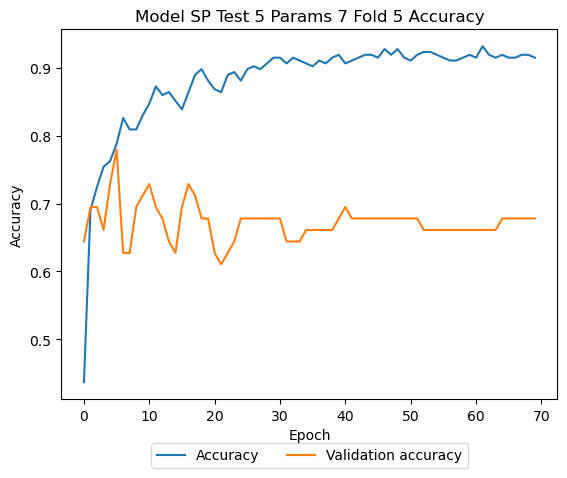 Model SP Test 5 Params 7 Fold 5 Accuracy
Accuracy
0.9
0.8
0.7
0.6
0.5
0 10 20 30 40 50 60 70
Epoch
Accuracy Validation accuracy